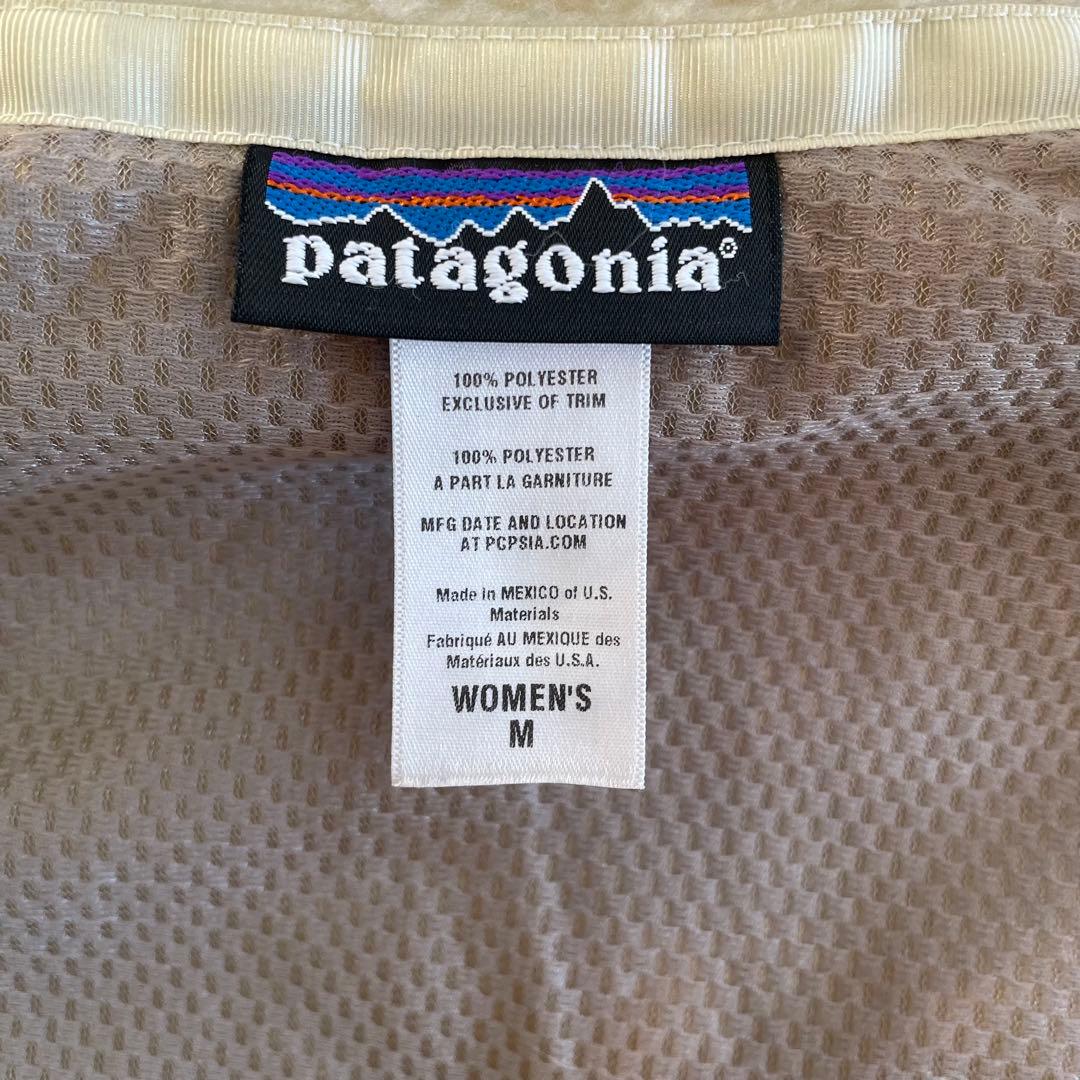 patagonia®
100% POLYESTER
EXCLUSIVE OF TRIM
100% POLYESTER
A PART LA GARNITURE
MFG DATE AND LOCATION
AT PCPSIA.COM
Made in MEXICO of U.S.
Materials
Fabriqué AU MEXIQUE des
Matériaux des U.S.A.
WOMEN'S
M